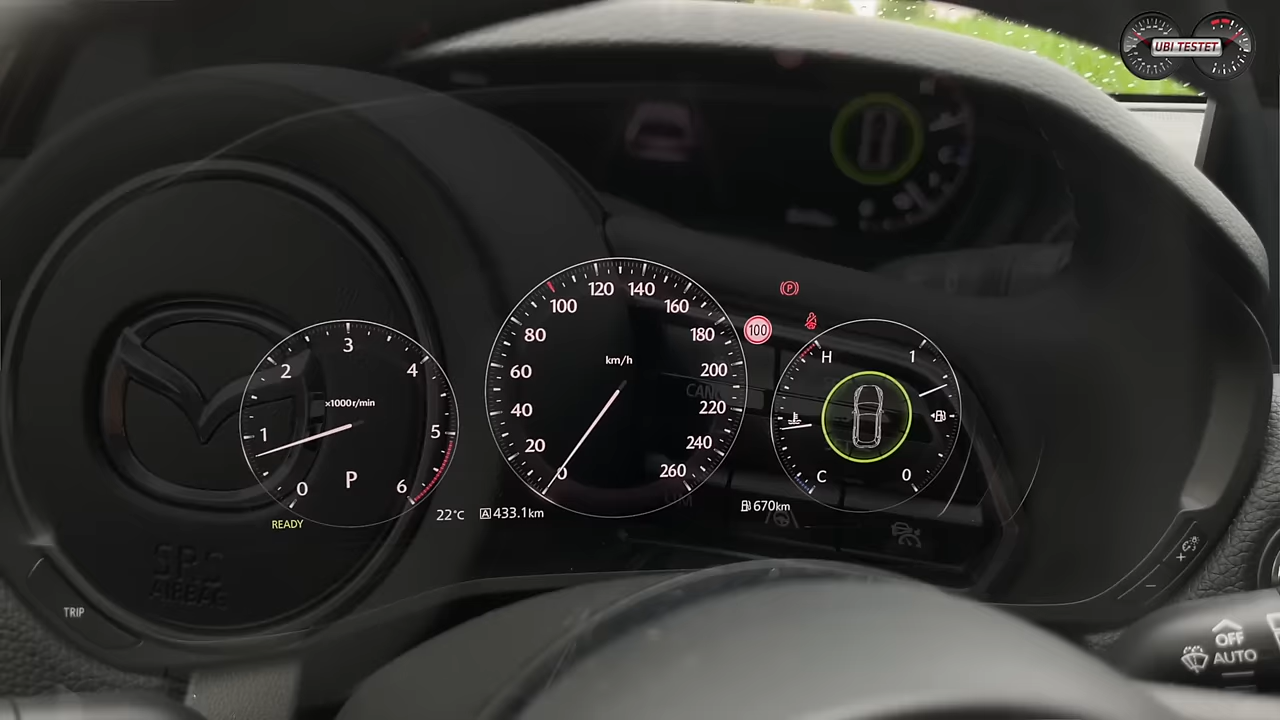 UBI TESTET
120 140
100 160
80 180
60 200
40 220
20 240
0 260
km/h
100
3
2 4
1 5
0 6
x1000 r/min
P
READY
22°C
A 433.1km
H 1
C 0
670km
CANC
SRS
AIRBAG
TRIP
+
−
OFF
AUTO